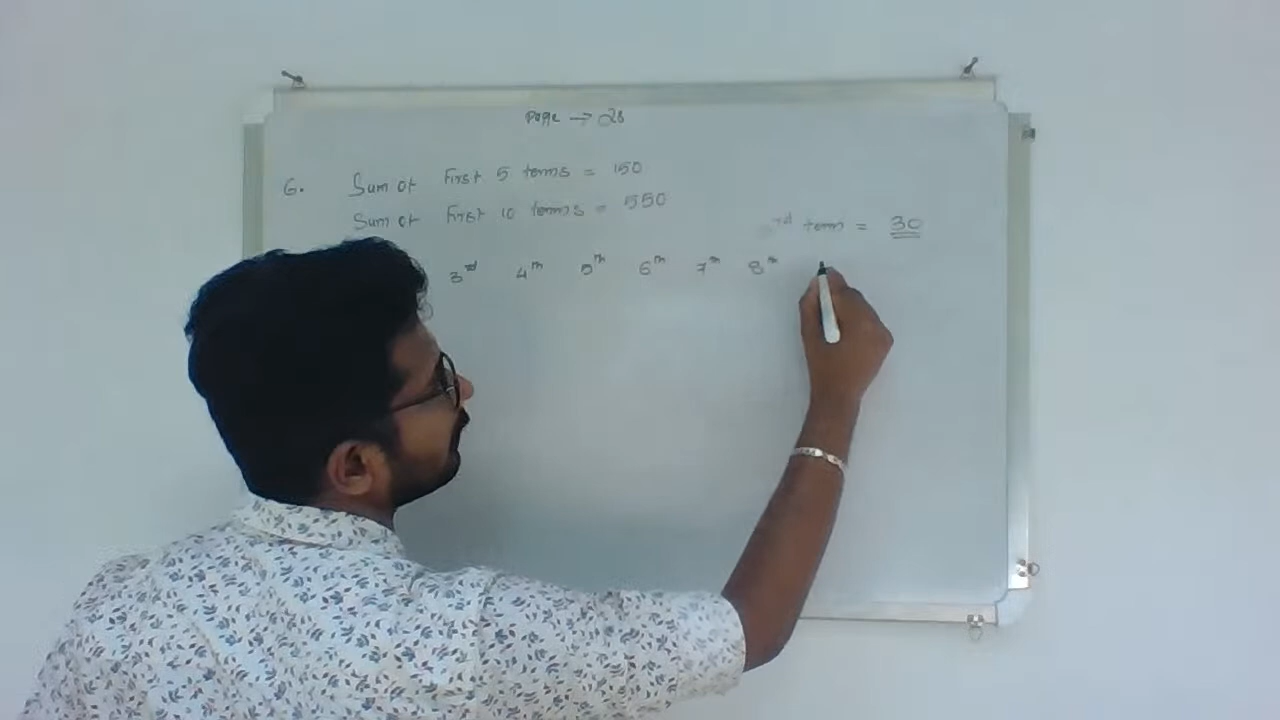 Page → 28
6. Sum of First 5 terms = 150
Sum of First 10 terms = 550
rd term = 30
3rd 4th 5th 6th 7th 8th